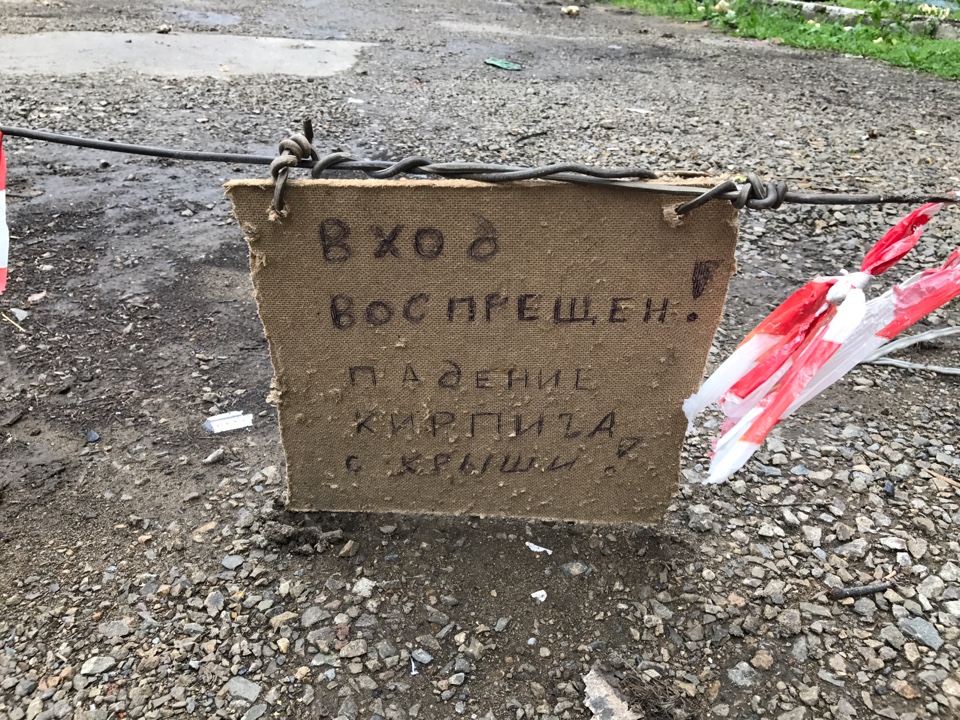 вход
воспрещен!
падение
кирпича
с крыши!